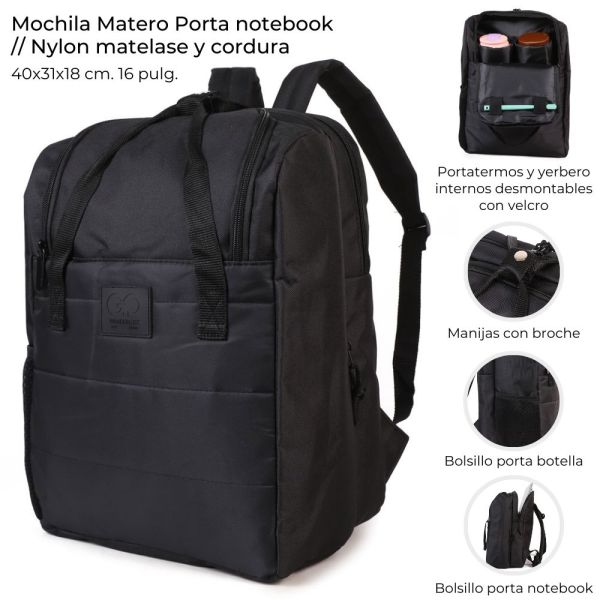 Mochila Matero Porta notebook
// Nylon matelase y cordura
40x31x18 cm. 16 pulg.
Portatermos y yerbero
internos desmontables
con velcro
Manijas con broche
Bolsillo porta botella
Bolsillo porta notebook